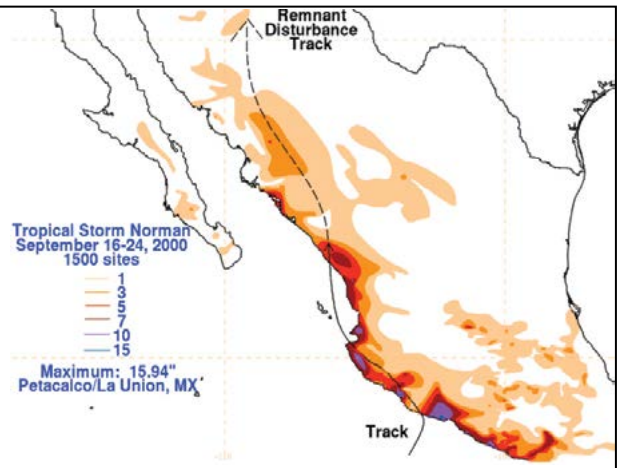 Remnant
Disturbance
Track
Tropical Storm Norman
September 16-24, 2000
1500 sites
1
3
5
7
10
15
Maximum: 15.94"
Petacalco/La Union, MX
Track